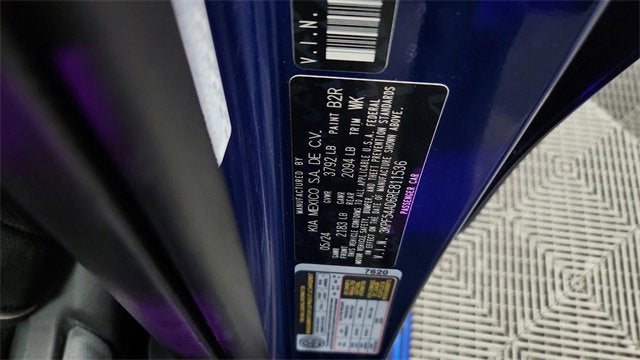 V.I.N.
MANUFACTURED BY
KIA MEXICO S.A. DE C.V.
05/24 GVWR 3792 LB PAINT B2R
GAWR FRONT 2183 LB GAWR REAR 2094 LB TRIM WK
THIS VEHICLE CONFORMS TO ALL APPLICABLE U.S.A. FEDERAL
MOTOR VEHICLE SAFETY, BUMPER, AND THEFT PREVENTION STANDARDS
IN EFFECT ON THE DATE OF MANUFACTURE SHOWN ABOVE.
V.I.N. 3KPF54AD6RE811536
PASSENGER CAR
7620